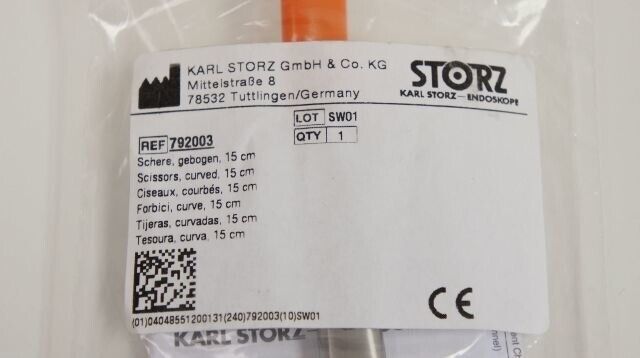 KARL STORZ GmbH & Co. KG
Mittelstraße 8
78532 Tuttlingen/Germany
STORZ
KARL STORZ—ENDOSKOPE
REF 792003
LOT SW01
QTY 1
Schere, gebogen, 15 cm
Scissors, curved, 15 cm
Ciseaux, courbés, 15 cm
Forbici, curve, 15 cm
Tijeras, curvadas, 15 cm
Tesoura, curva, 15 cm
(01)04048551200131(240)792003(10)SW01
CE
KARL STORZ